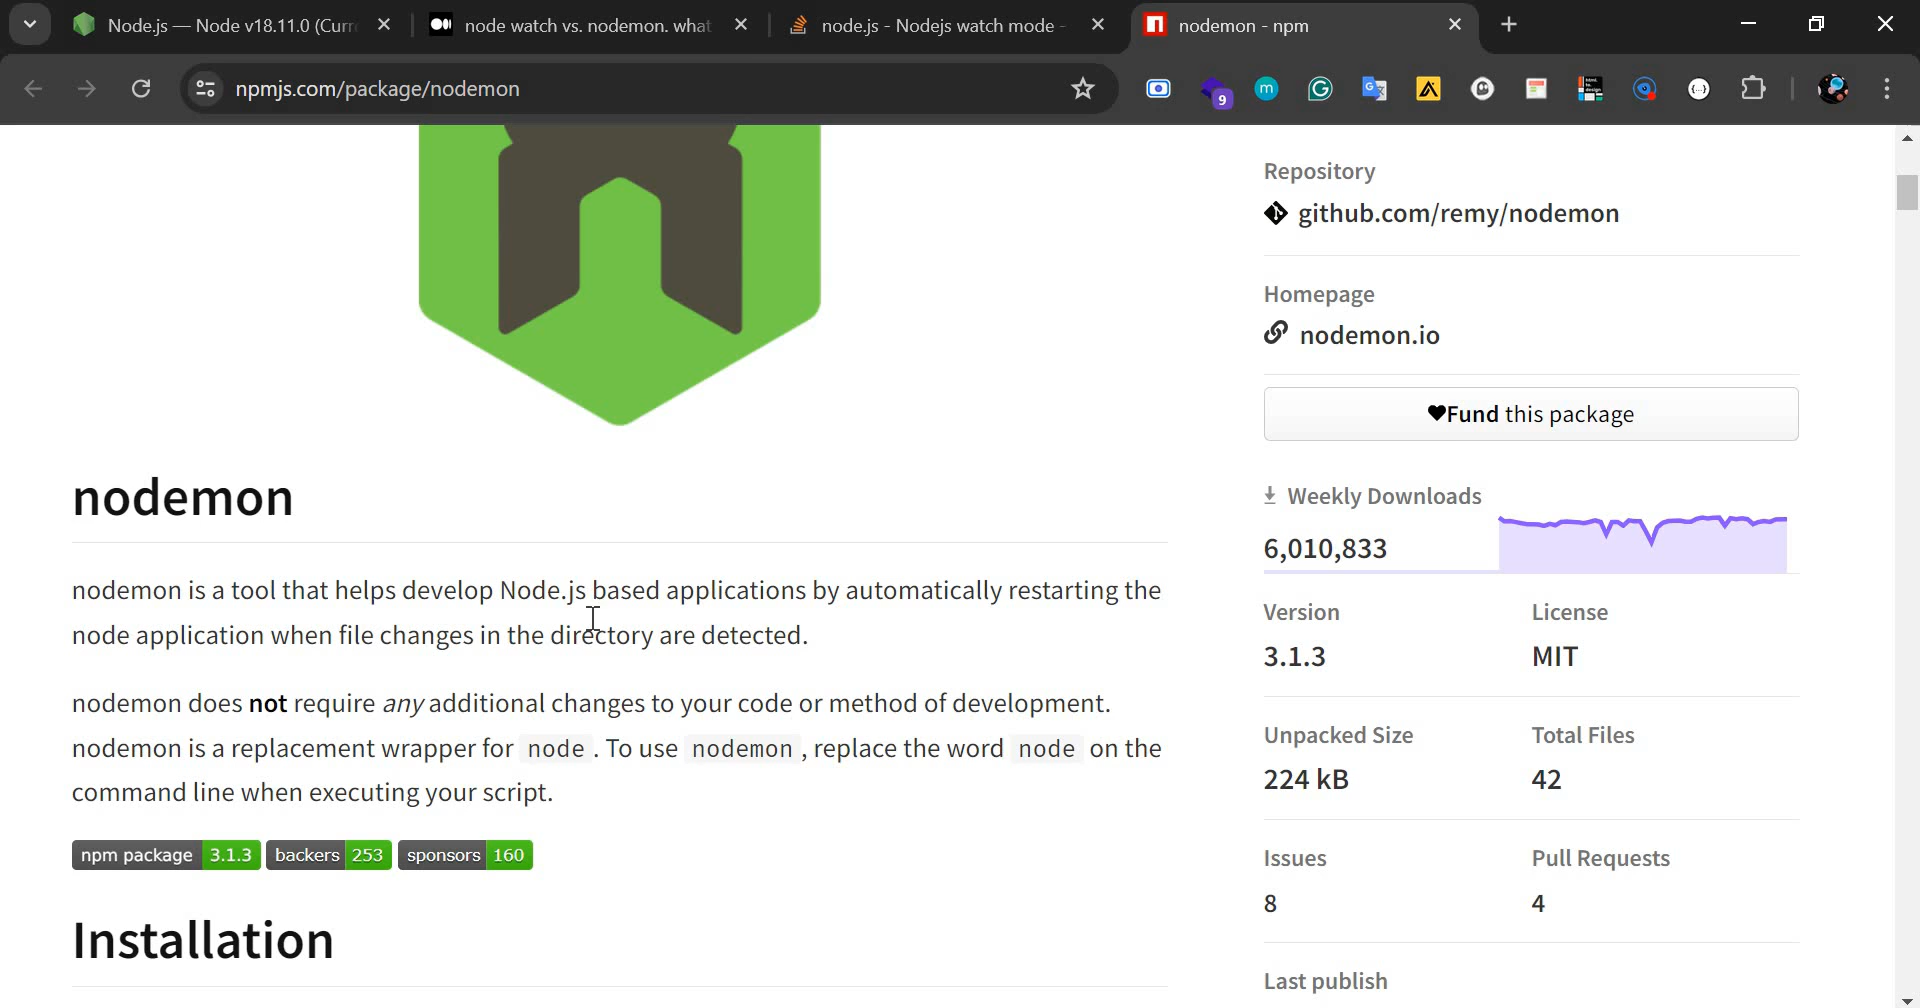 Node.js — Node v18.11.0 (Curr
node watch vs. nodemon. what
node.js - Nodejs watch mode -
nodemon - npm
npmjs.com/package/nodemon
9
nodemon
nodemon is a tool that helps develop Node.js based applications by automatically restarting the
node application when file changes in the directory are detected.
nodemon does not require any additional changes to your code or method of development.
nodemon is a replacement wrapper for node. To use nodemon, replace the word node on the
command line when executing your script.
npm package 3.1.3 backers 253 sponsors 160
Installation
Repository
github.com/remy/nodemon
Homepage
nodemon.io
♥Fund this package
Weekly Downloads
6,010,833
Version
3.1.3
License
MIT
Unpacked Size
224 kB
Total Files
42
Issues
8
Pull Requests
4
Last publish